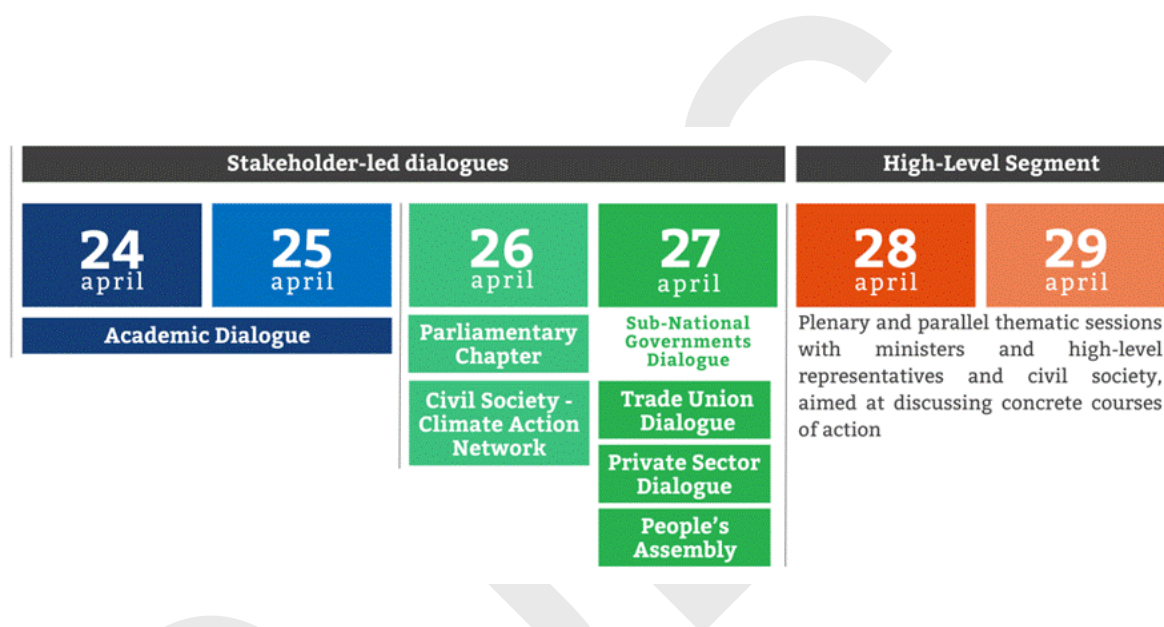 Stakeholder-led dialogues
High-Level Segment
24
april
25
april
26
april
27
april
28
april
29
april
Academic Dialogue
Parliamentary
Chapter
Civil Society -
Climate Action
Network
Sub-National
Governments
Dialogue
Trade Union
Dialogue
Private Sector
Dialogue
People's
Assembly
Plenary and parallel thematic sessions
with ministers and high-level
representatives and civil society,
aimed at discussing concrete courses
of action